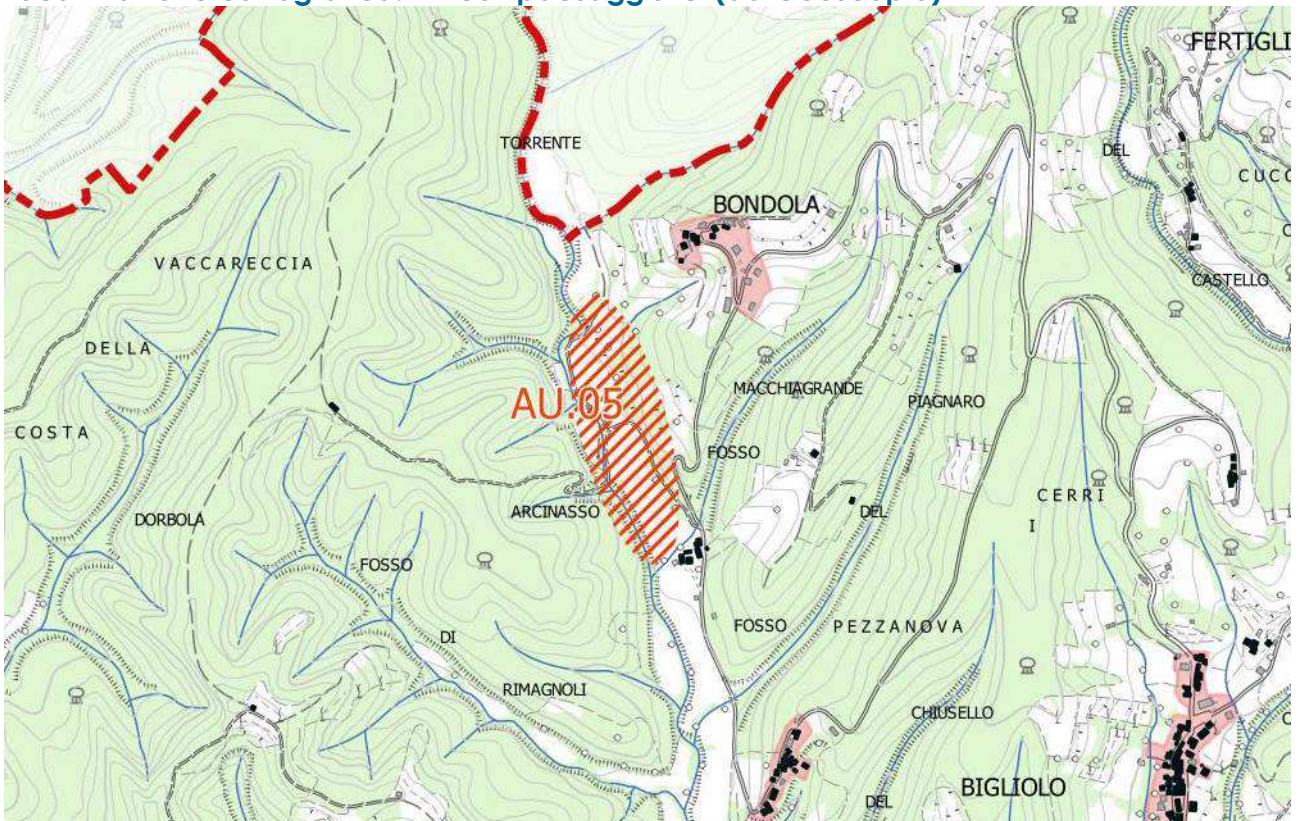 FERTIGLI
TORRENTE
DEL
CUCC
BONDOLA
VACCARECCIA
CASTELLO
DELLA
MACCHIAGRANDE
AU.05
PIAGNARO
COSTA
FOSSO
CERRI
I
DORBOLA
ARCINASSO
DEL
FOSSO
DI
FOSSO
PEZZANOVA
RIMAGNOLI
CHIUSELLO
BIGLIOLO
DEL